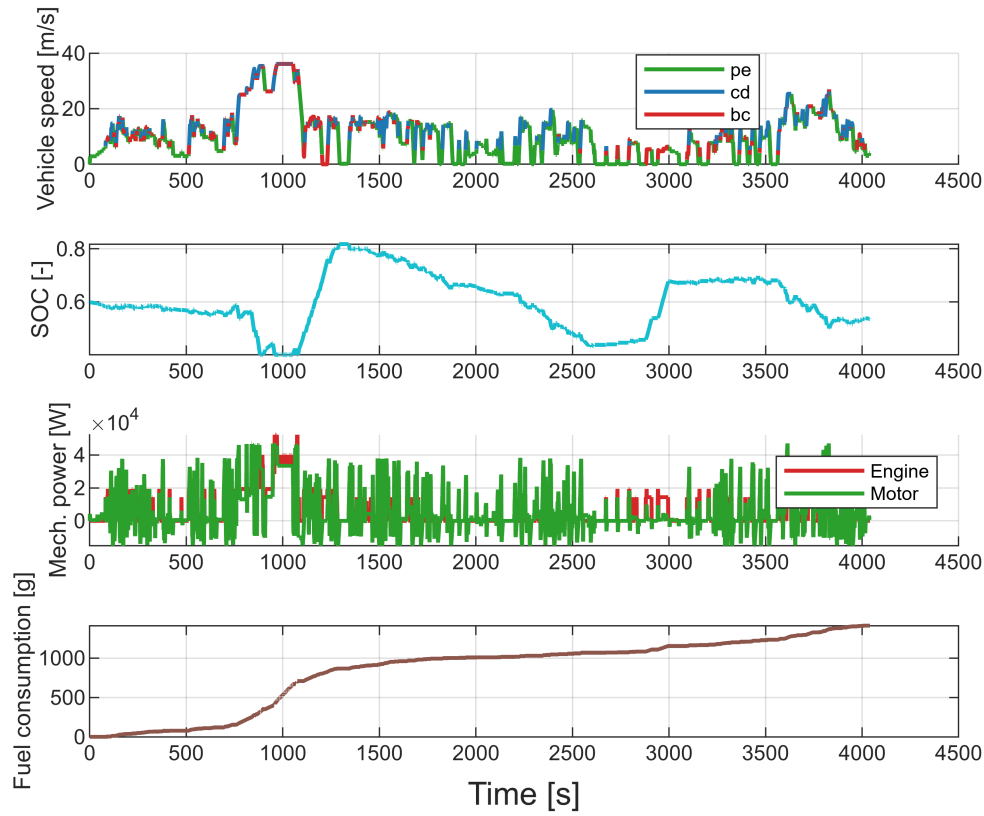 Vehicle speed [m/s]
40
20
0
pe
cd
bc
0 500 1000 1500 2000 2500 3000 3500 4000 4500
SOC [-]
0.8
0.6
0 500 1000 1500 2000 2500 3000 3500 4000 4500
Mech. power [W]
×10^4
4
2
0
Engine
Motor
0 500 1000 1500 2000 2500 3000 3500 4000 4500
Fuel consumption [g]
1000
500
0
0 500 1000 1500 2000 2500 3000 3500 4000 4500
Time [s]